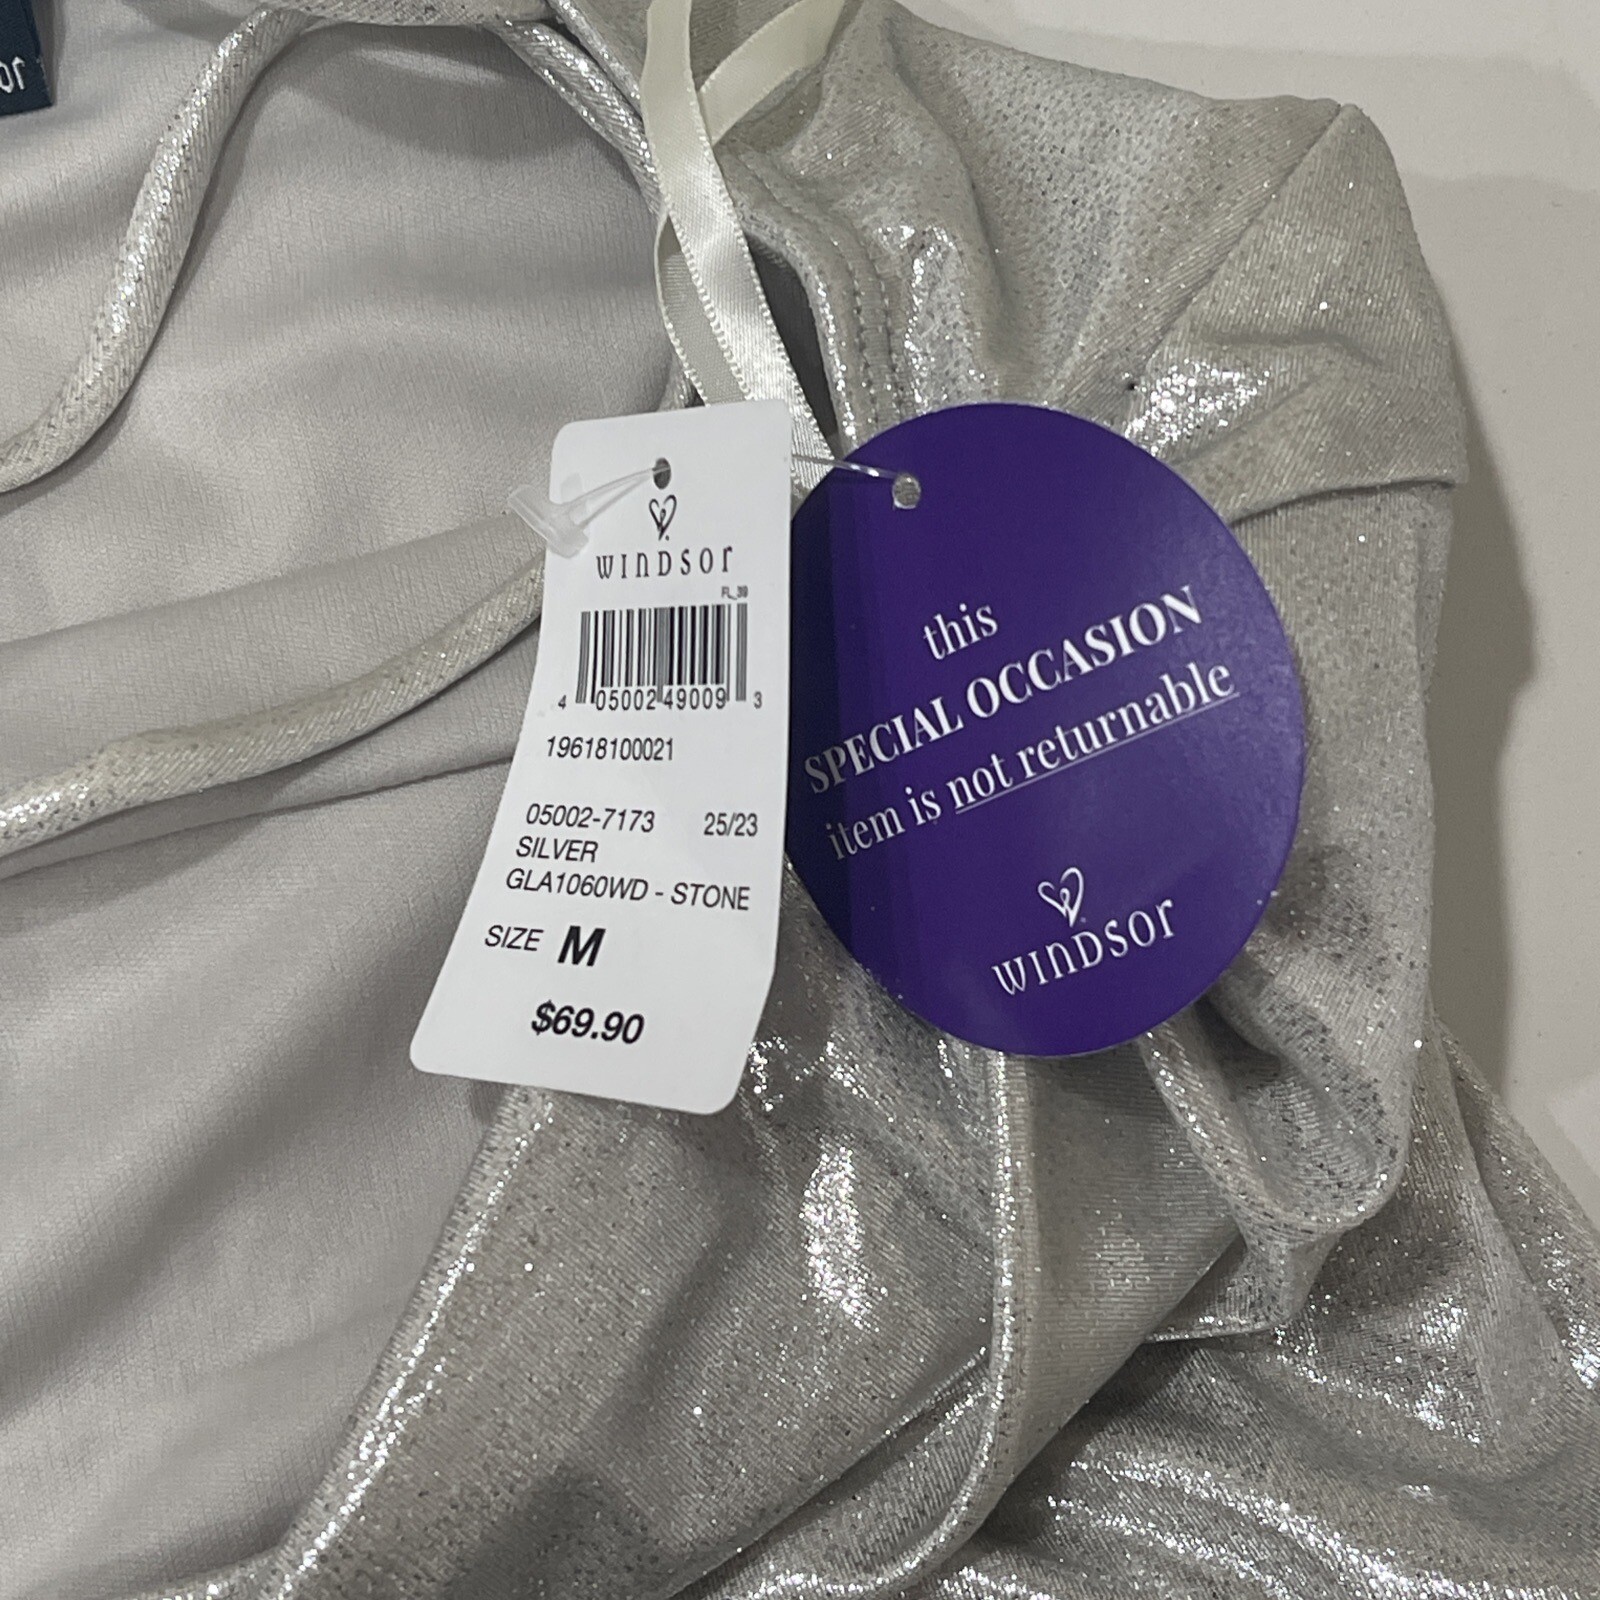 or
WINDSOR
FL_39
4 05002 49009 3
19618100021
05002-7173 25/23
SILVER
GLA1060WD - STONE
SIZE M
$69.90
this
SPECIAL OCCASION
item is not returnable
WINDSOR